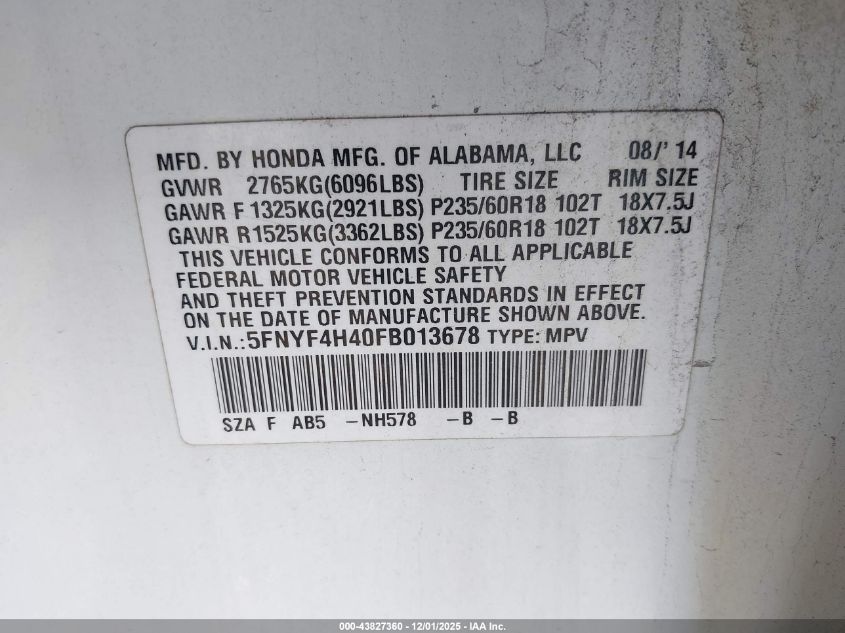 MFD. BY HONDA MFG. OF ALABAMA, LLC 08/' 14
GVWR 2765KG(6096LBS) TIRE SIZE RIM SIZE
GAWR F 1325KG(2921LBS) P235/60R18 102T 18X7.5J
GAWR R1525KG(3362LBS) P235/60R18 102T 18X7.5J
THIS VEHICLE CONFORMS TO ALL APPLICABLE
FEDERAL MOTOR VEHICLE SAFETY
AND THEFT PREVENTION STANDARDS IN EFFECT
ON THE DATE OF MANUFACTURE SHOWN ABOVE.
V.I.N.:5FNYF4H40FB013678 TYPE: MPV
SZA F AB5 -NH578 -B -B
000-43827360 - 12/01/2025 - IAA Inc.